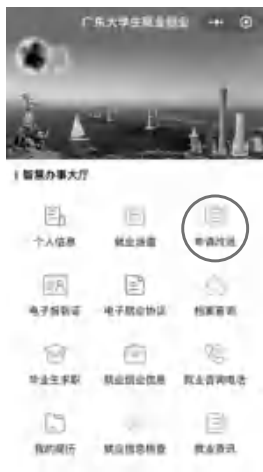 广东大学生就业创业
智慧办事大厅
个人信息 就业派遣 申请改派
电子报到证 电子就业协议 档案查询
毕业生求职 就业创业信息 就业咨询电话
我的简历 就业信息核查 就业资讯